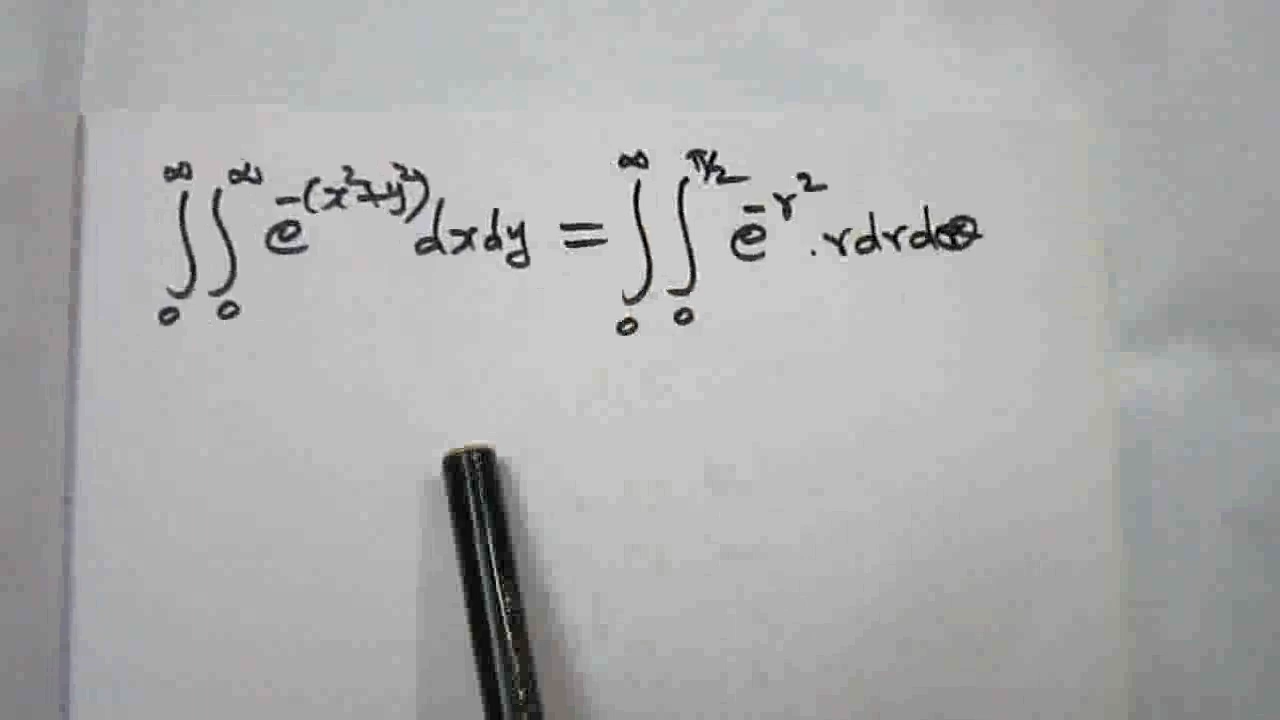 ∫₀^∞ ∫₀^∞ e^-(x²+y²) dxdy = ∫₀^∞ ∫₀^π/2 e^-r² . rdrdθ